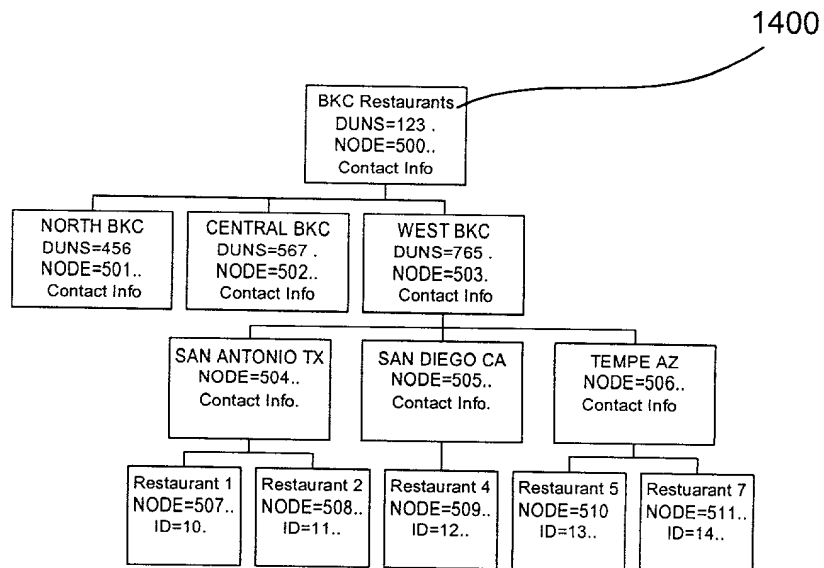 1400
BKC Restaurants
DUNS=123 .
NODE=500..
Contact Info
NORTH BKC
DUNS=456
NODE=501..
Contact Info
CENTRAL BKC
DUNS=567 .
NODE=502..
Contact Info
WEST BKC
DUNS=765 .
NODE=503.
Contact Info
SAN ANTONIO TX
NODE=504..
Contact Info.
SAN DIEGO CA
NODE=505..
Contact Info.
TEMPE AZ
NODE=506..
Contact Info
Restaurant 1
NODE=507..
ID=10.
Restaurant 2
NODE=508..
ID=11..
Restaurant 4
NODE=509..
ID=12..
Restaurant 5
NODE=510
ID=13..
Restuarant 7
NODE=511..
ID=14..